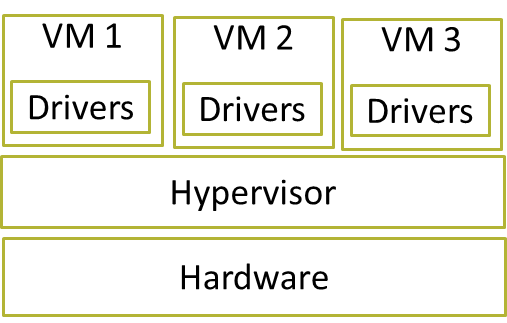 VM 1
VM 2
VM 3
Drivers
Drivers
Drivers
Hypervisor
Hardware